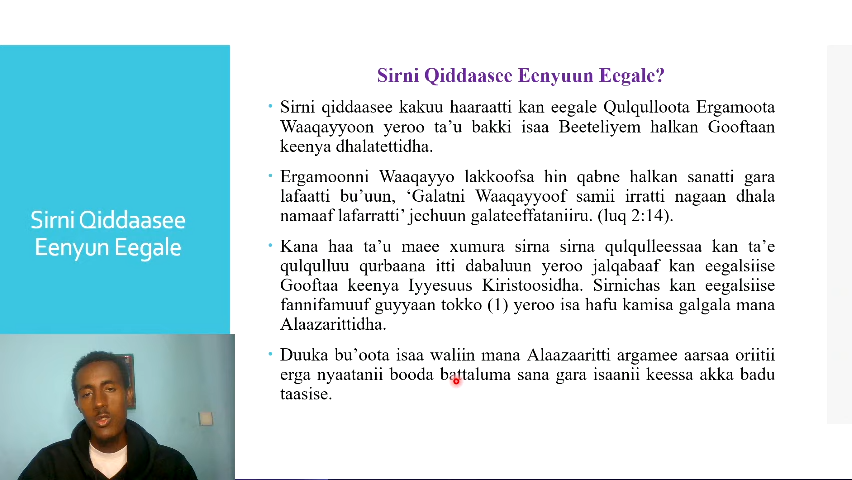 Sirni Qiddaasee
Eenyun Eegale
Sirni Qiddaasee Eenyuun Eegale?
Sirni qiddaasee kakuu haaraatti kan eegale Qulqulloota Ergamoota
Waaqayyoon yeroo ta'u bakki isaa Beeteliyem halkan Gooftaan
keenya dhalatettidha.
Ergamoonni Waaqayyo lakkoofsa hin qabne halkan sanatti gara
lafaatti bu'uun, 'Galatni Waaqayyoof samii irratti nagaan dhala
namaaf lafarratti' jechuun galateeffataniiru. (luq 2:14).
Kana haa ta'u maee xumura sirna sirna qulqulleessaa kan ta'e
qulqulluu qurbaana itti dabaluun yeroo jalqabaaf kan eegalsiise
Gooftaa keenya Iyyesuus Kiristoosidha. Sirnichas kan eegalsiise
fannifamuuf guyyaan tokko (1) yeroo isa hafu kamisa galgala mana
Alaazarittidha.
Duuka bu'oota isaa waliin mana Alaazaaritti argamee aarsaa oriitii
erga nyaatanii booda battaluma sana gara isaanii keessa akka badu
taasise.